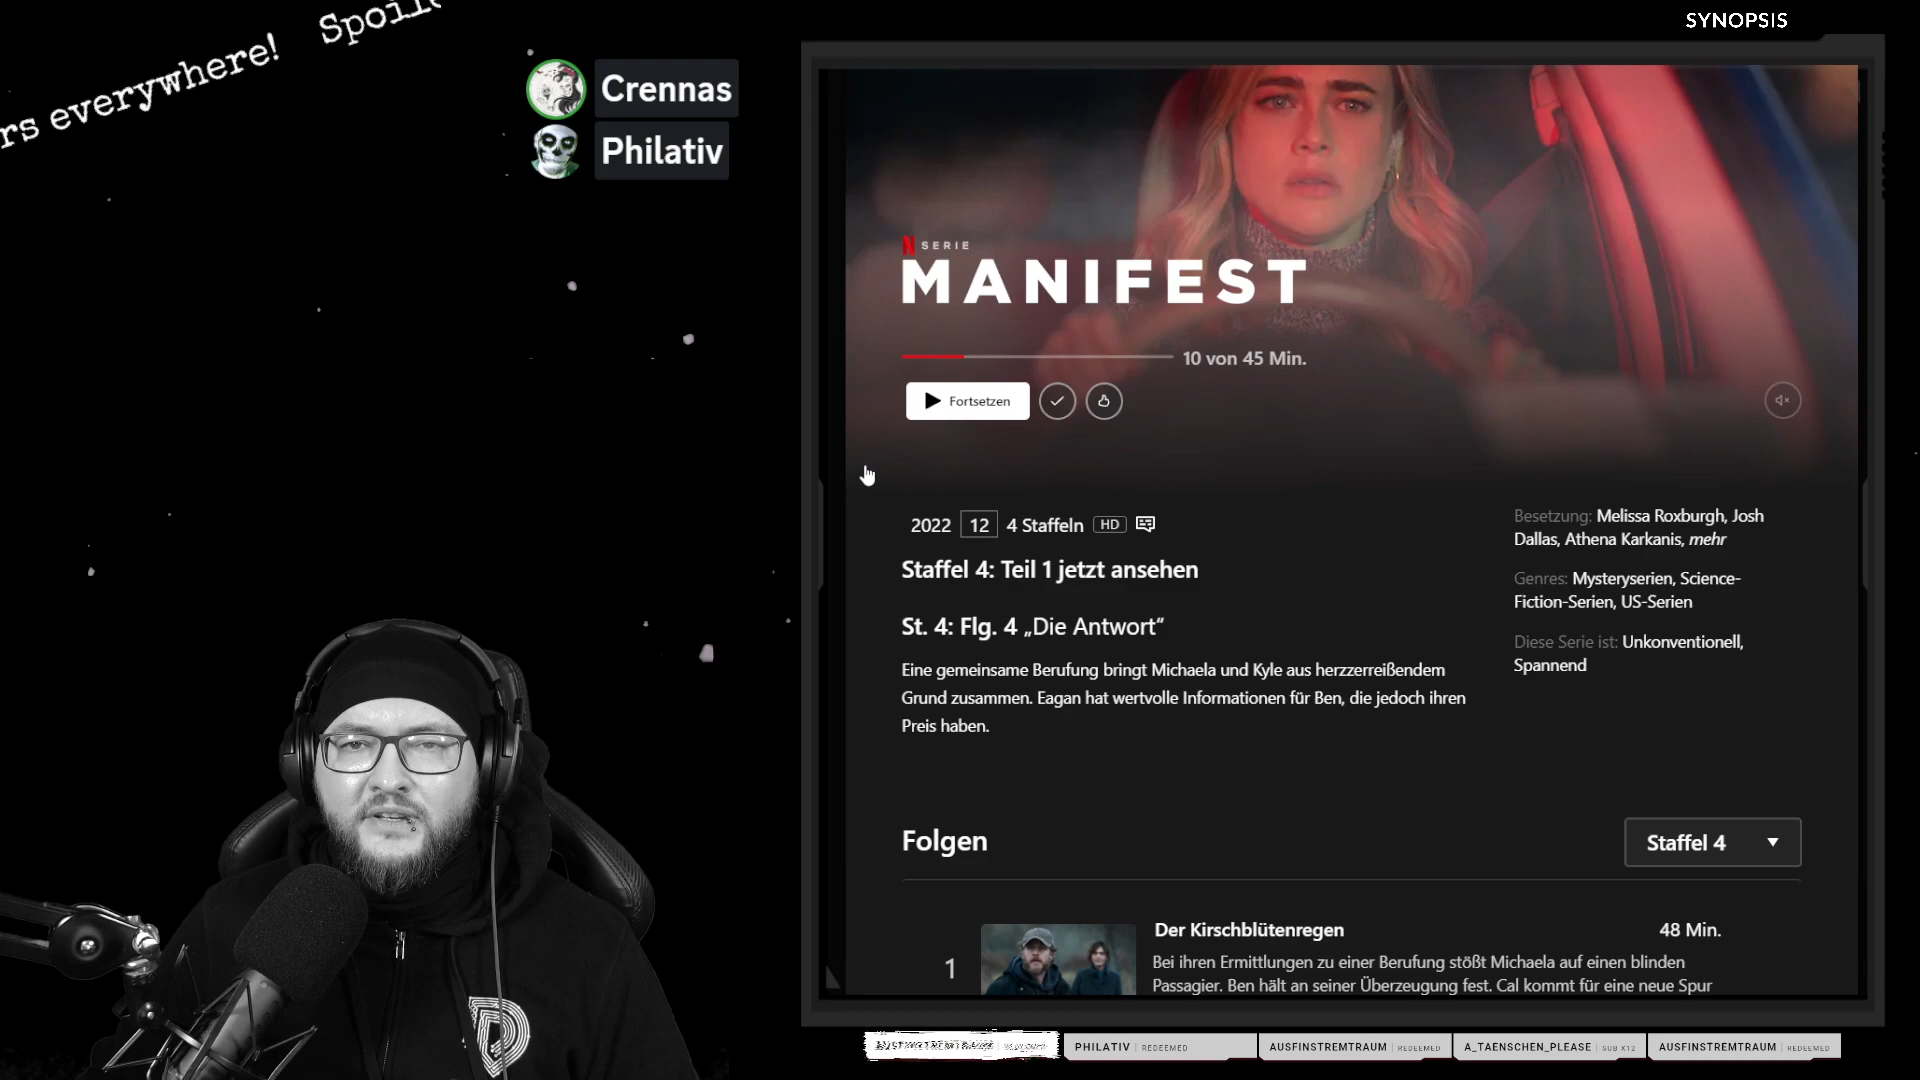 SYNOPSIS
rs everywhere! Spoile
Crennas
Philativ
N SERIE
MANIFEST
10 von 45 Min.
Fortsetzen
2022 12 4 Staffeln HD
Staffel 4: Teil 1 jetzt ansehen
St. 4: Flg. 4 „Die Antwort“
Eine gemeinsame Berufung bringt Michaela und Kyle aus herzzerreißendem
Grund zusammen. Eagan hat wertvolle Informationen für Ben, die jedoch ihren
Preis haben.
Besetzung: Melissa Roxburgh, Josh
Dallas, Athena Karkanis, mehr
Genres: Mysteryserien, Science-
Fiction-Serien, US-Serien
Diese Serie ist: Unkonventionell,
Spannend
Folgen
Staffel 4
1
Der Kirschblütenregen
48 Min.
Bei ihren Ermittlungen zu einer Berufung stößt Michaela auf einen blinden
Passagier. Ben hält an seiner Überzeugung fest. Cal kommt für eine neue Spur
PHILATIV | REDEEMED
AUSFINSTREMTRAUM | REDEEMED
A_TAENSCHEN_PLEASE | SUB X12
AUSFINSTREMTRAUM | REDEEMED